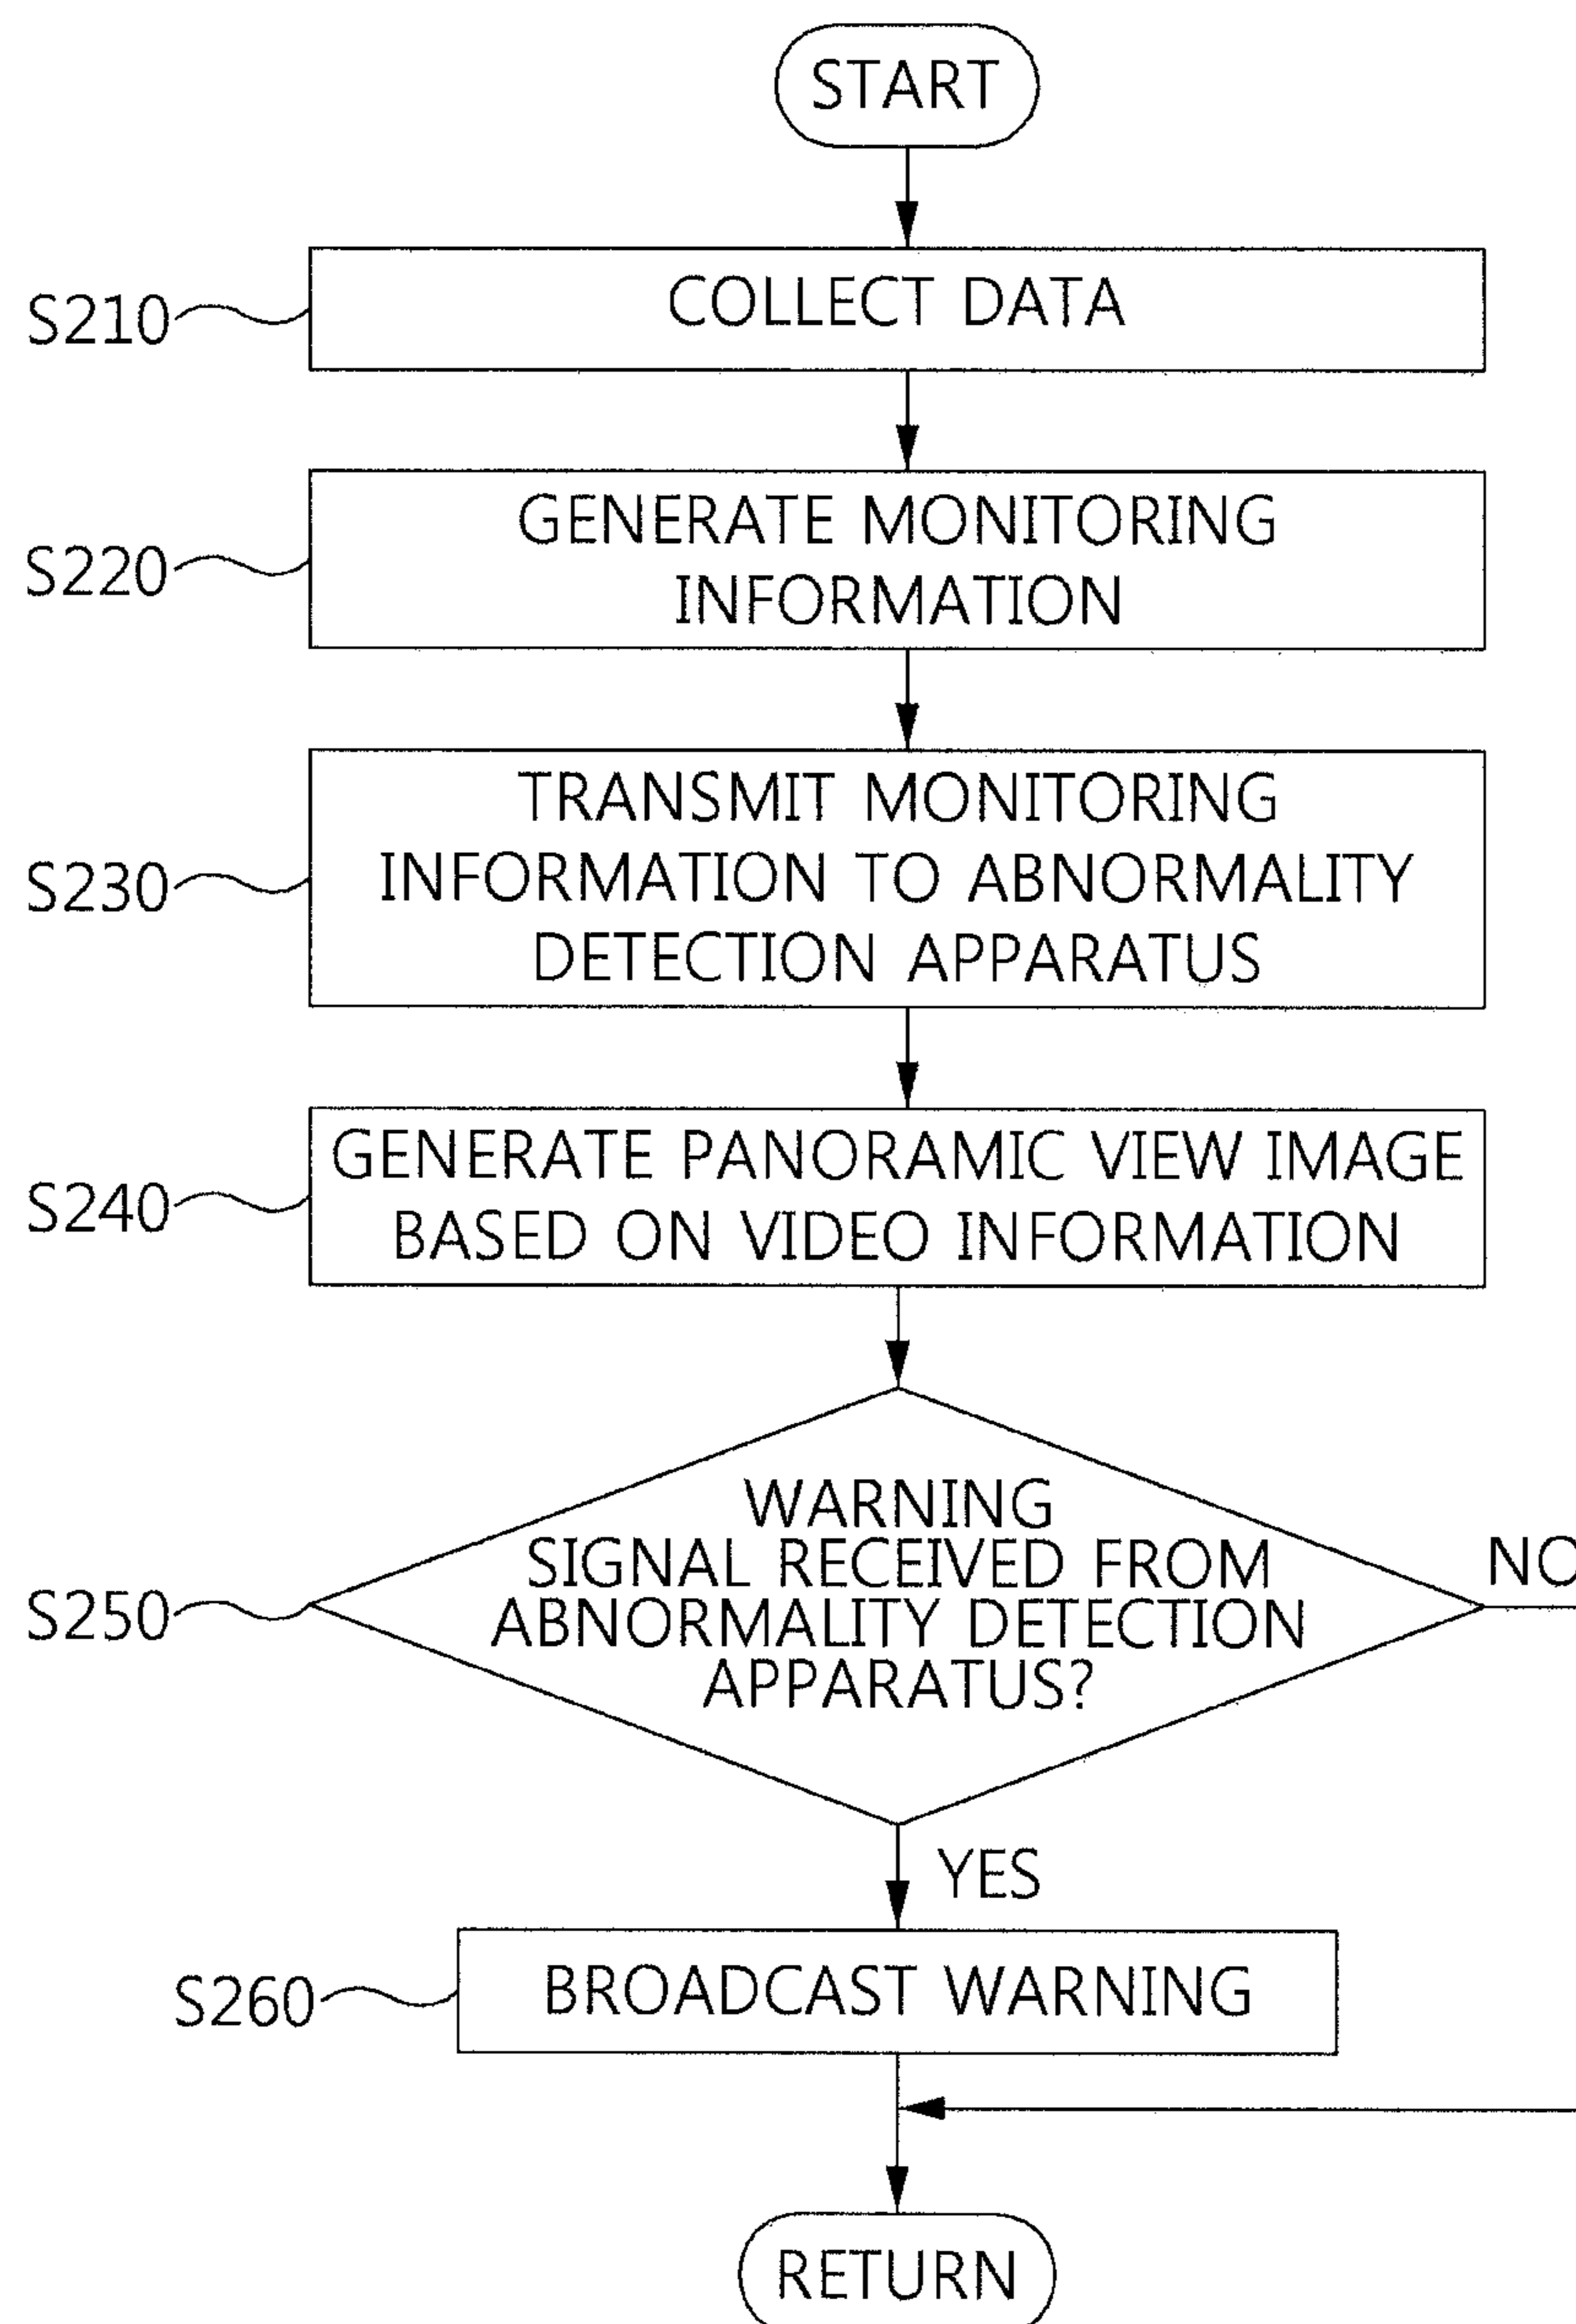 START
S210
COLLECT DATA
S220
GENERATE MONITORING
INFORMATION
S230
TRANSMIT MONITORING
INFORMATION TO ABNORMALITY
DETECTION APPARATUS
S240
GENERATE PANORAMIC VIEW IMAGE
BASED ON VIDEO INFORMATION
S250
WARNING
SIGNAL RECEIVED FROM
ABNORMALITY DETECTION
APPARATUS?
NO
YES
S260
BROADCAST WARNING
RETURN